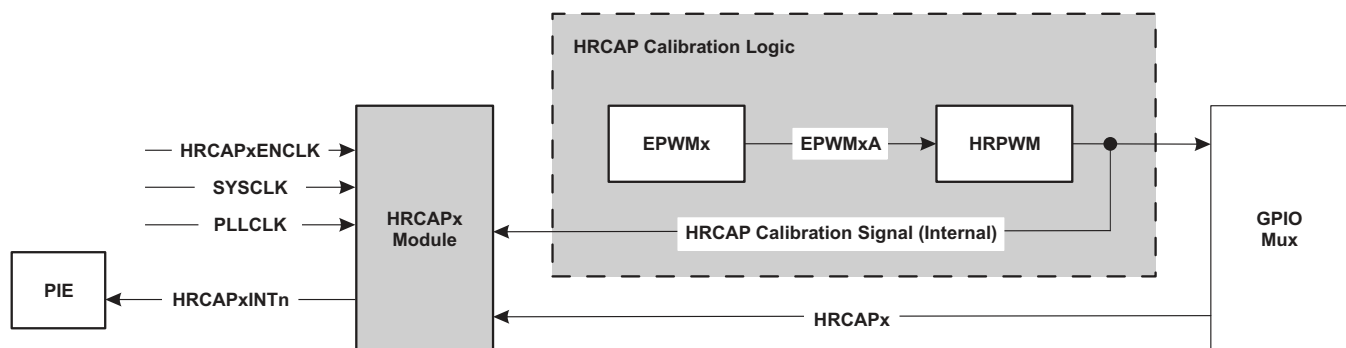 HRCAP Calibration Logic
EPWMx
EPWMxA
HRPWM
HRCAPxENCLK
SYSCLK
PLLCLK
HRCAPx
Module
HRCAP Calibration Signal (Internal)
GPIO
Mux
PIE
HRCAPxINTn
HRCAPx